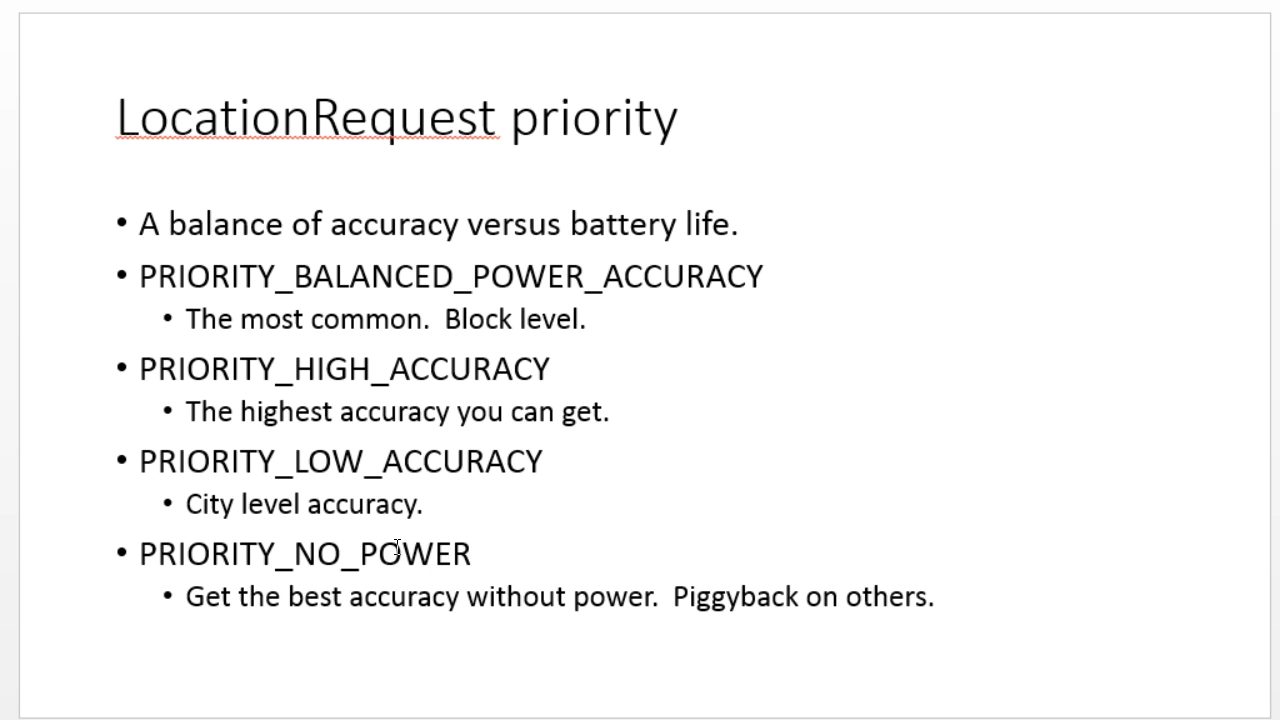 LocationRequest priority
• A balance of accuracy versus battery life.
• PRIORITY_BALANCED_POWER_ACCURACY
• The most common.  Block level.
• PRIORITY_HIGH_ACCURACY
• The highest accuracy you can get.
• PRIORITY_LOW_ACCURACY
• City level accuracy.
• PRIORITY_NO_POWER
• Get the best accuracy without power.  Piggyback on others.